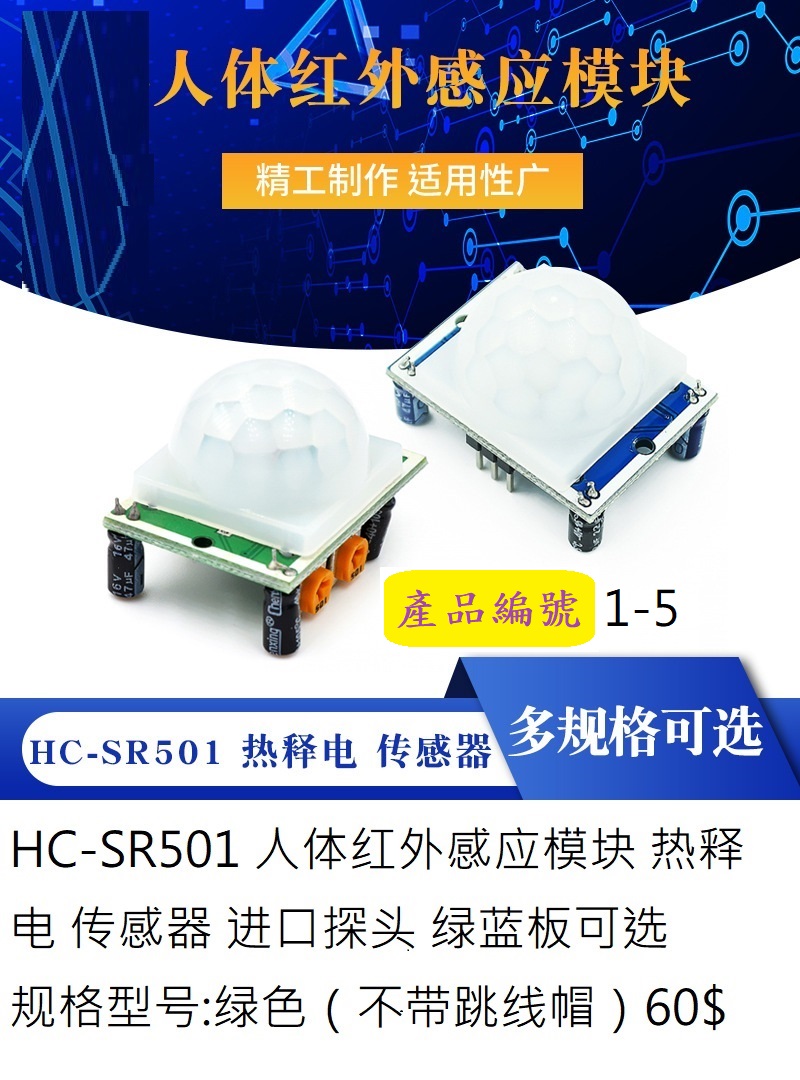 人体红外感应模块
精工制作 适用性广
16V
47µF
產品編號 1-5
HC-SR501 热释电 传感器
多规格可选
HC-SR501 人体红外感应模块 热释
电 传感器 进口探头 绿蓝板可选
规格型号:绿色（不带跳线帽）60$